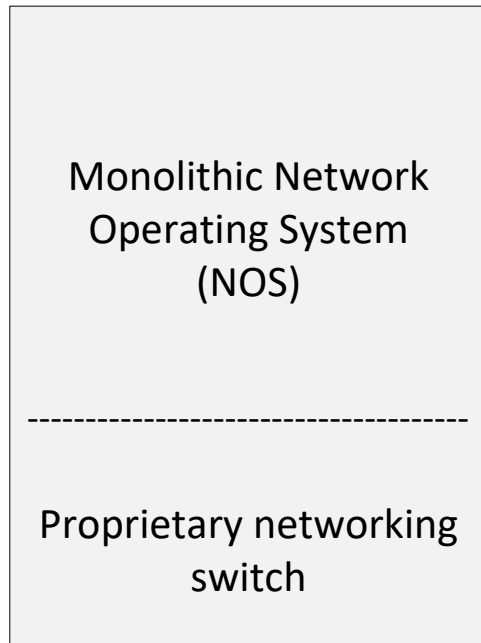 Monolithic Network
Operating System
(NOS)
--------------------------------------
Proprietary networking
switch